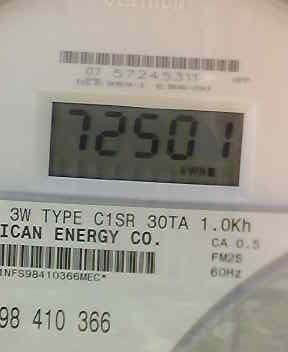 07 57245311
72501
KWH
3W TYPE C1SR 30TA 1.0Kh
ICAN ENERGY CO.
CA 0.5
FM2S
60Hz
1NFS98410366MEC*
98 410 366